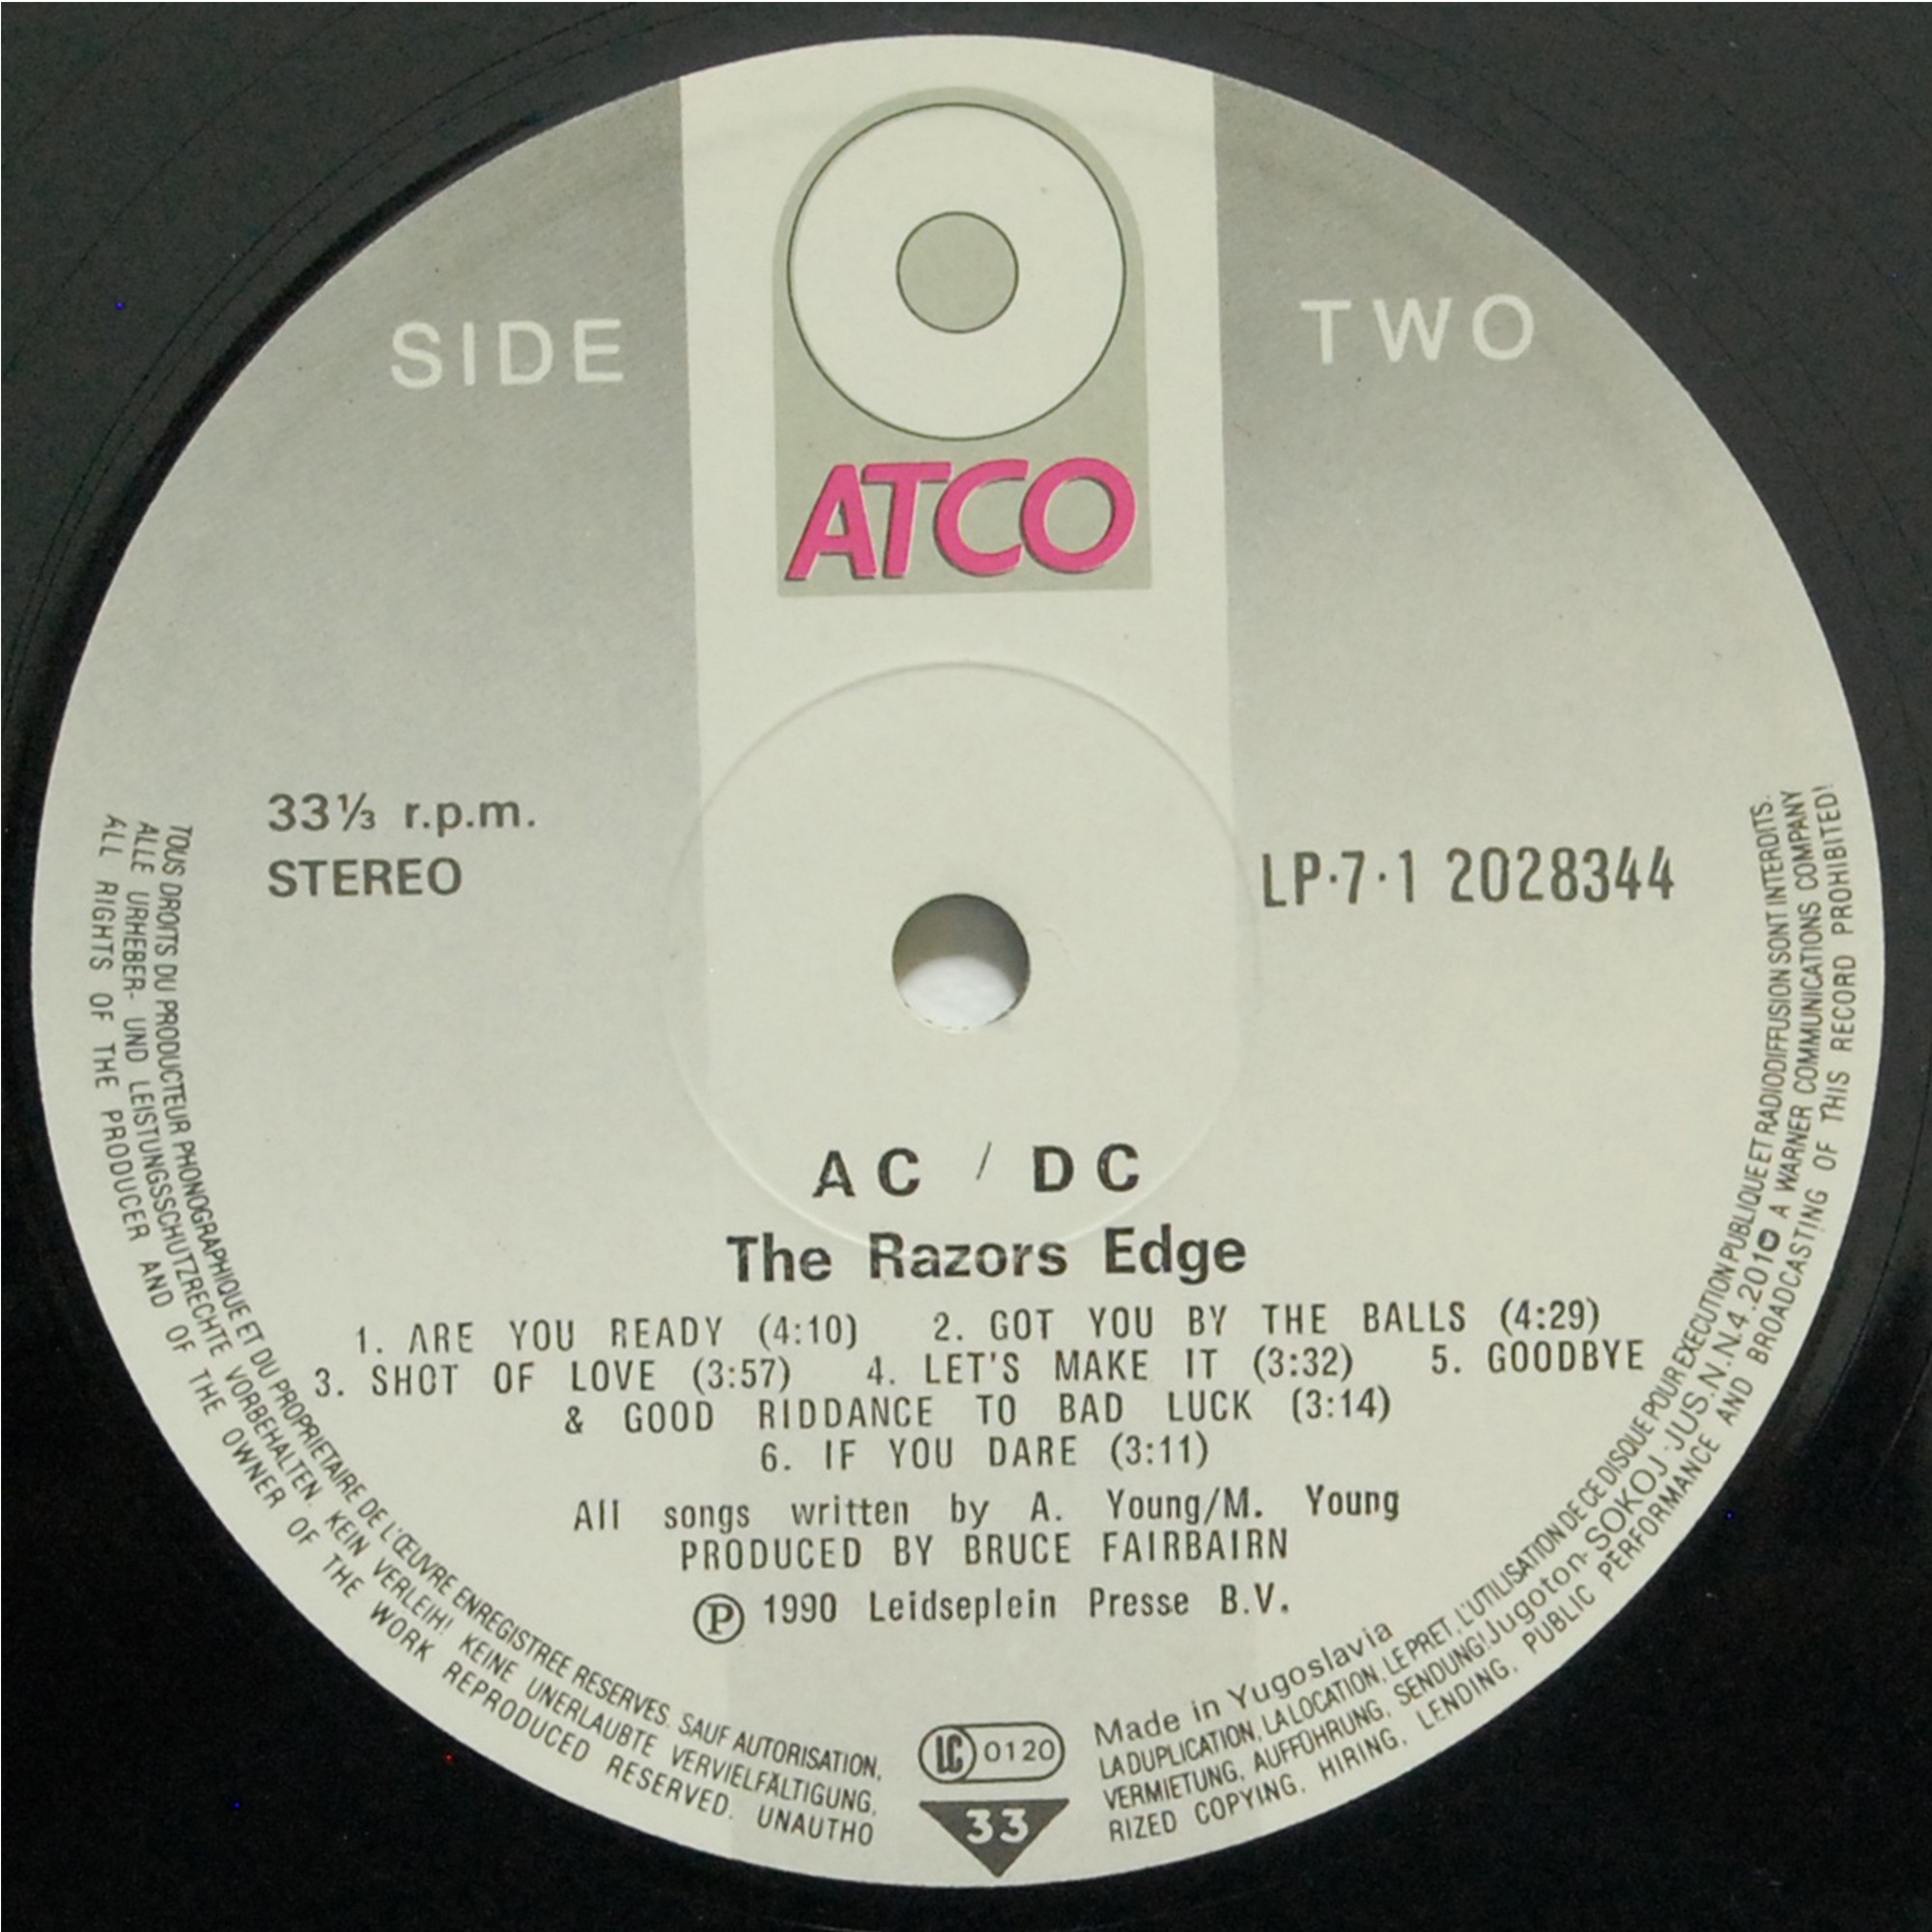 SIDE TWO
ATCO
33⅓ r.p.m.
STEREO
LP·7·1 2028344
AC / DC
The Razors Edge
1. ARE YOU READY (4:10) 2. GOT YOU BY THE BALLS (4:29)
3. SHOT OF LOVE (3:57) 4. LET'S MAKE IT (3:32) 5. GOODBYE
& GOOD RIDDANCE TO BAD LUCK (3:14)
6. IF YOU DARE (3:11)
All songs written by A. Young/M. Young
PRODUCED BY BRUCE FAIRBAIRN
Ⓟ 1990 Leidseplein Presse B.V.
Made in Yugoslavia
TOUS DROITS DU PRODUCTEUR PHONOGRAPHIQUE ET DU PROPRIETAIRE DE L'ŒUVRE ENREGISTREE RESERVES. SAUF AUTORISATION, LA DUPLICATION, LA LOCATION, LE PRET, L'UTILISATION DE CE DISQUE POUR EXECUTION PUBLIQUE ET RADIODIFFUSION SONT INTERDITS.
ALLE URHEBER- UND LEISTUNGSSCHUTZRECHTE VORBEHALTEN. KEIN VERLEIH! KEINE UNERLAUBTE VERVIELFÄLTIGUNG, VERMIETUNG, AUFFÜHRUNG, SENDUNG! Jugoton-SOKOJ-JUS.N.N.4.201 A WARNER COMMUNICATIONS COMPANY
ALL RIGHTS OF THE PRODUCER AND OF THE OWNER OF THE WORK REPRODUCED RESERVED. UNAUTHORIZED COPYING, HIRING, LENDING, PUBLIC PERFORMANCE AND BROADCASTING OF THIS RECORD PROHIBITED!
LC 0120
33